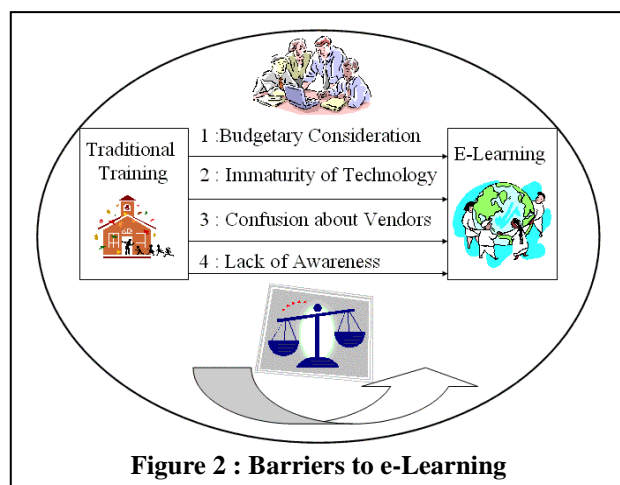 1 :Budgetary Consideration
Traditional
Training
E-Learning
2 : Immaturity of Technology
3 : Confusion about Vendors
4 : Lack of Awareness
Figure 2 : Barriers to e-Learning